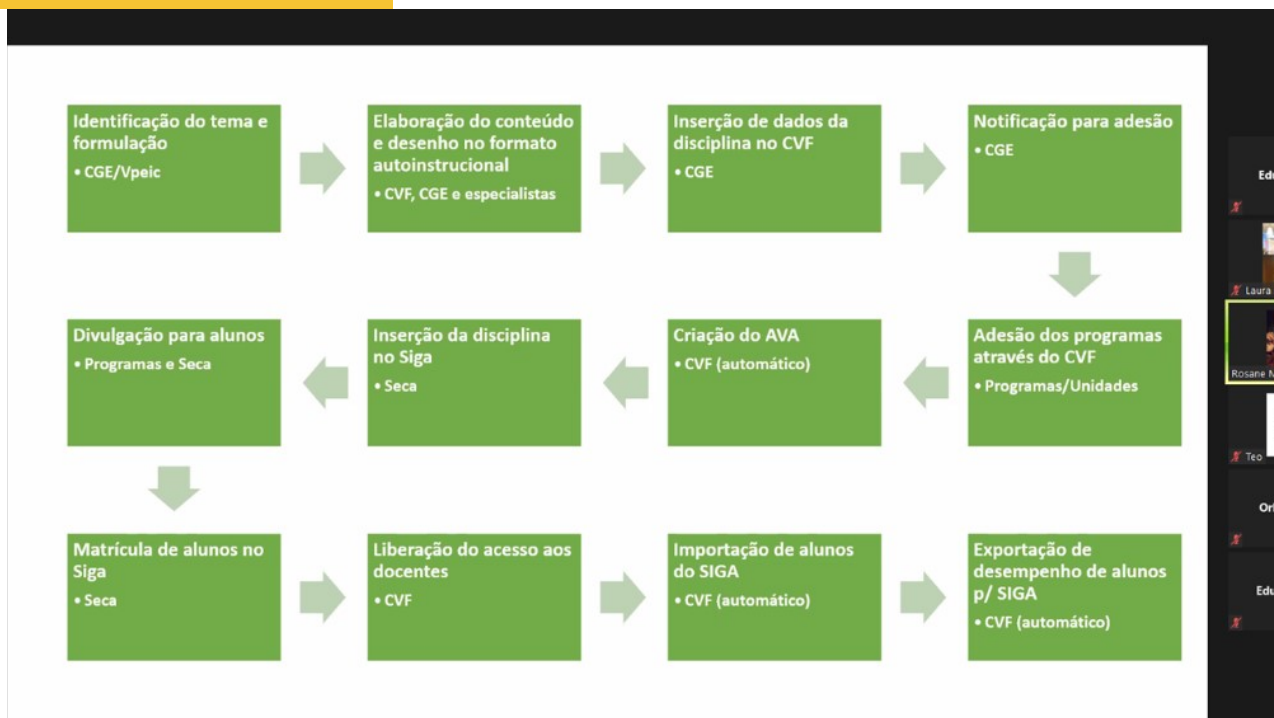 Identificação do tema e
formulação
• CGE/Vpeic
Elaboração do conteúdo
e desenho no formato
autoinstrucional
• CVF, CGE e especialistas
Inserção de dados da
disciplina no CVF
• CGE
Notificação para adesão
• CGE
Adesão dos programas
através do CVF
• Programas/Unidades
Criação do AVA
• CVF (automático)
Inserção da disciplina
no Siga
• Seca
Divulgação para alunos
• Programas e Seca
Matrícula de alunos no
Siga
• Seca
Liberação do acesso aos
docentes
• CVF
Importação de alunos
do SIGA
• CVF (automático)
Exportação de
desempenho de alunos
p/ SIGA
• CVF (automático)
Laura
Rosane
Teo